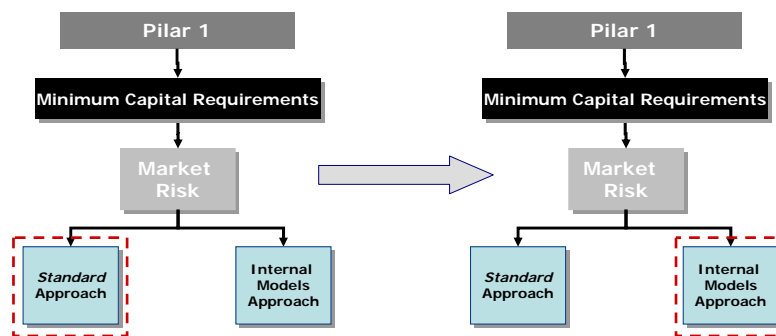 Pilar 1
Minimum Capital Requirements
Market
Risk
Standard
Approach
Internal
Models
Approach
Pilar 1
Minimum Capital Requirements
Market
Risk
Standard
Approach
Internal
Models
Approach